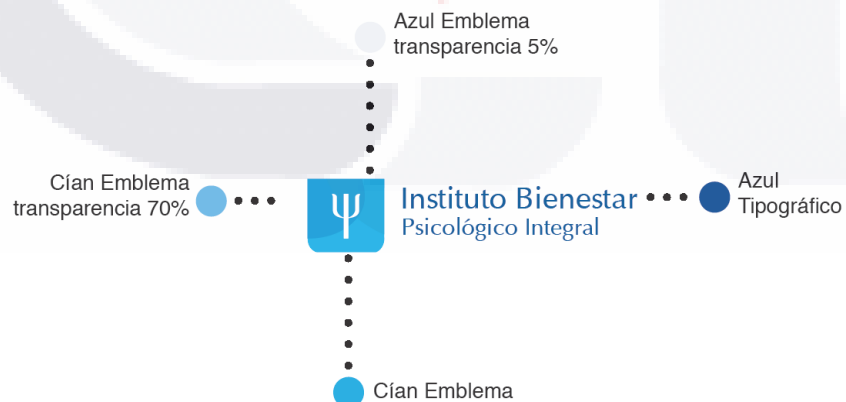 Azul Emblema
transparencia 5%
Cían Emblema
transparencia 70%
ψ
Instituto Bienestar
Psicológico Integral
Azul
Tipográfico
Cían Emblema